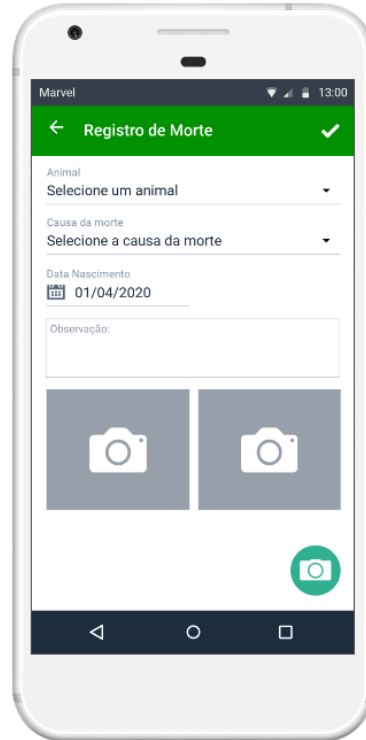 Marvel 13:00
Registro de Morte
Animal
Selecione um animal
Causa da morte
Selecione a causa da morte
Data Nascimento
01/04/2020
Observação: